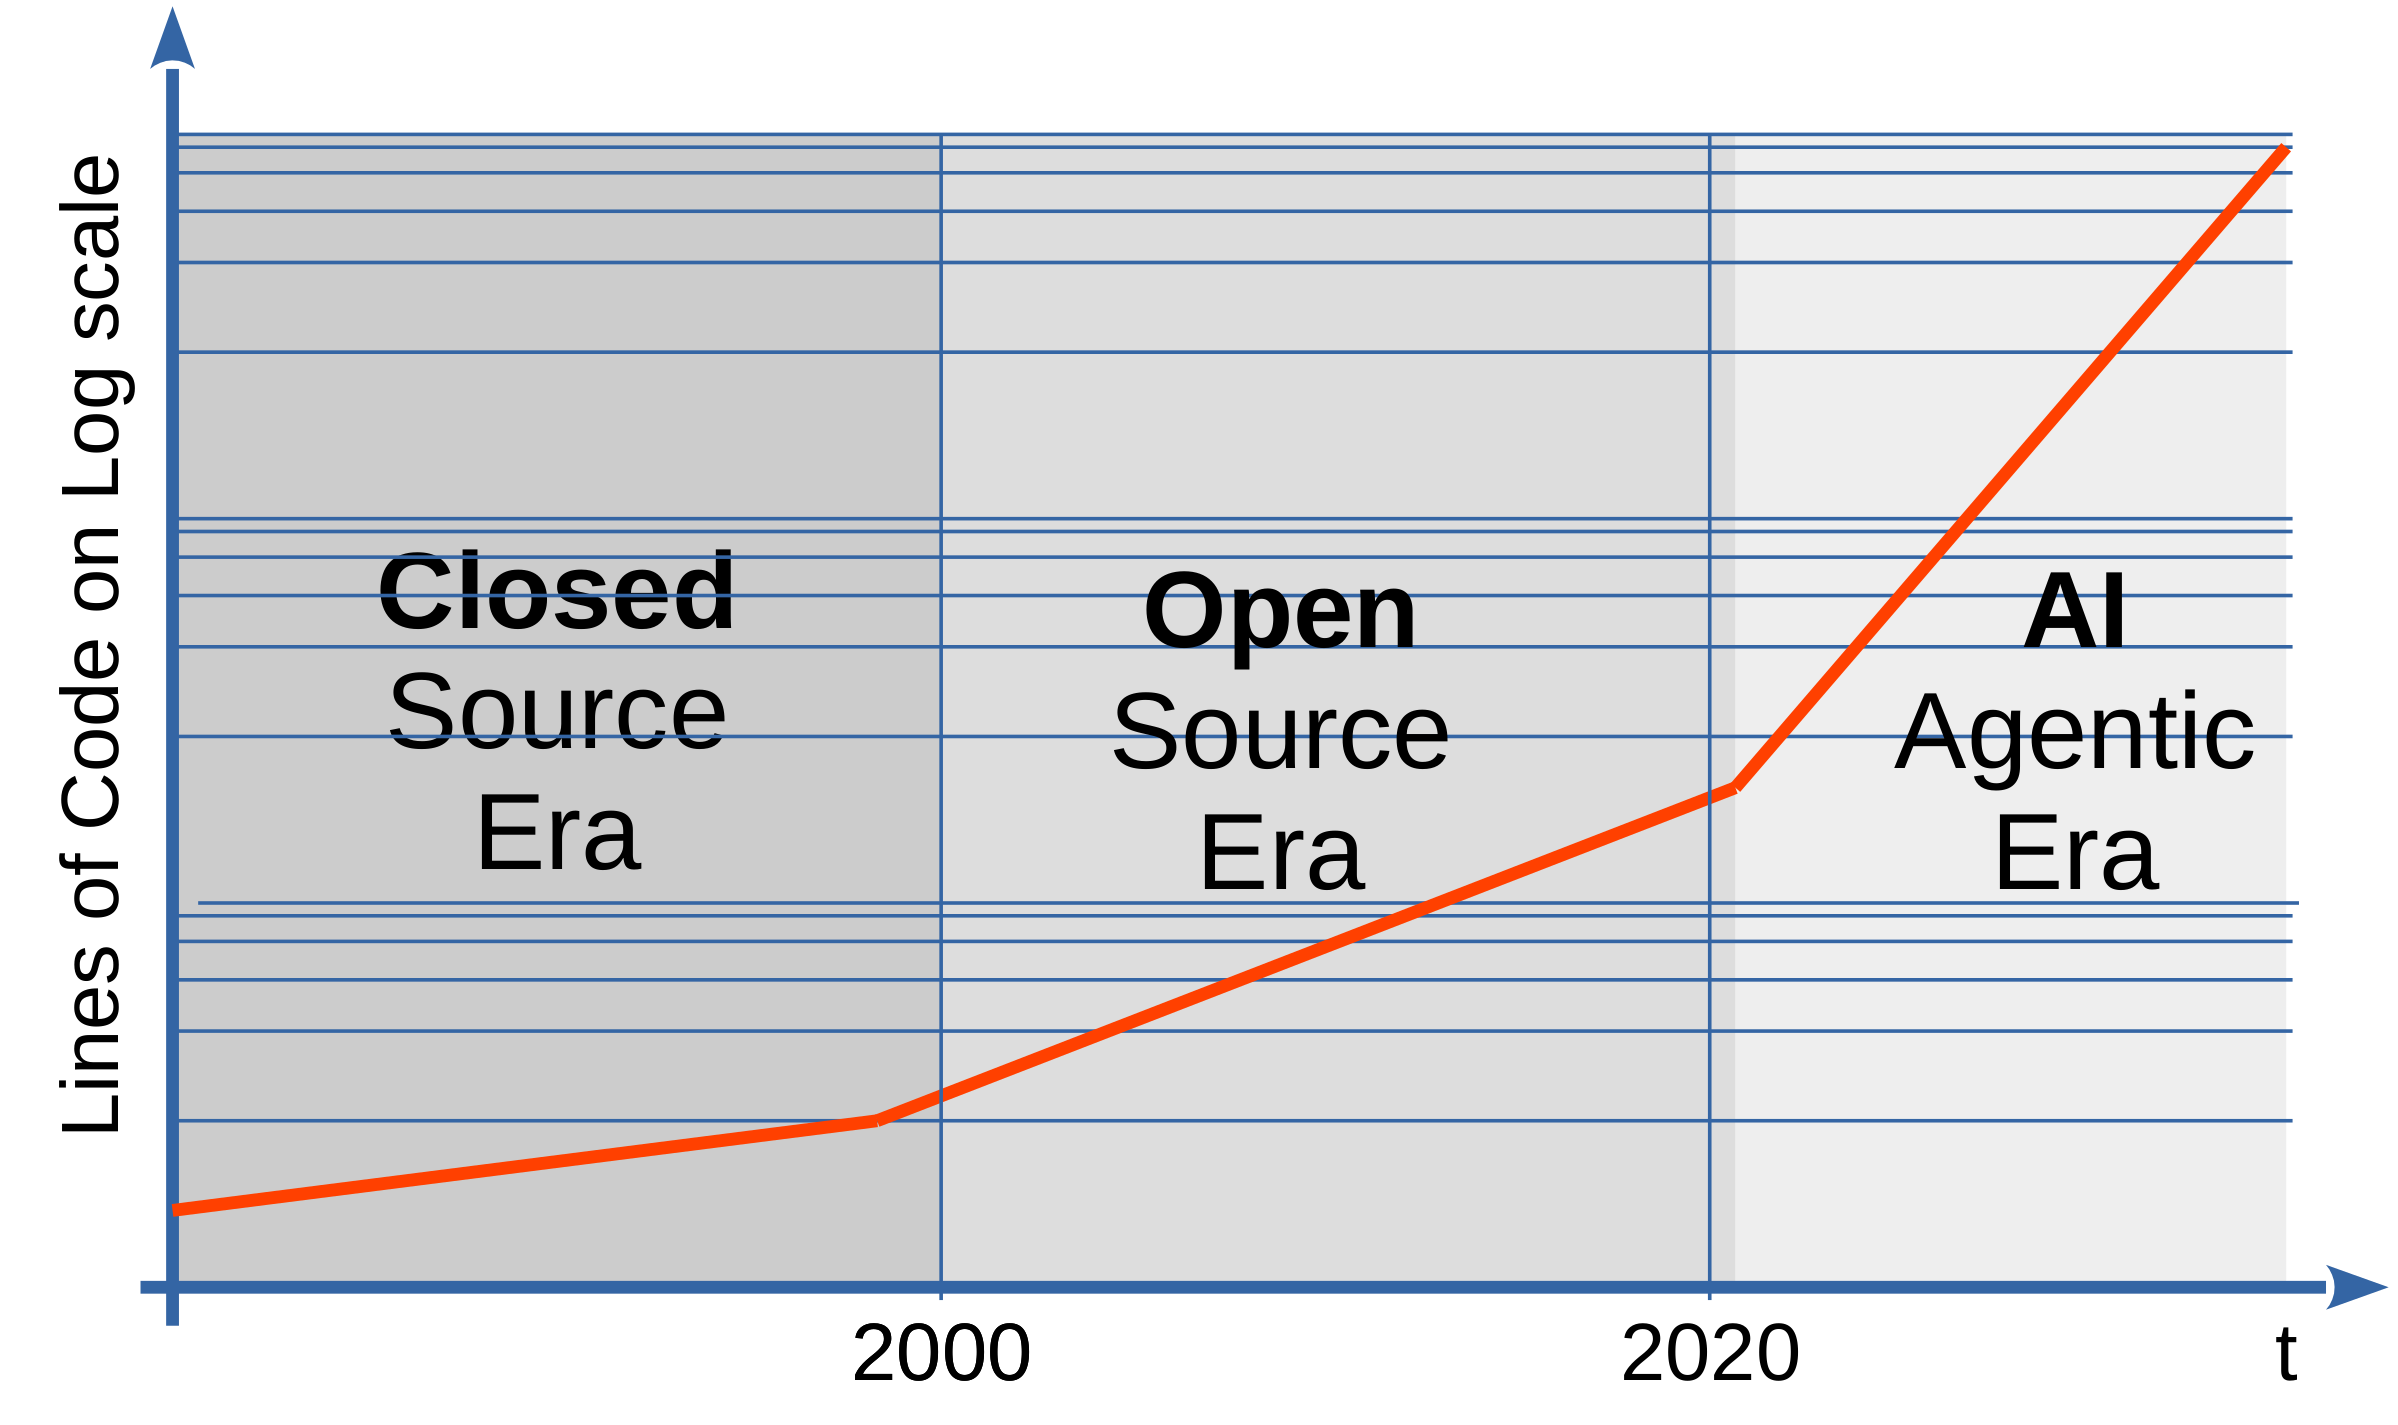 Lines of Code on Log scale
Closed
Source
Era
Open
Source
Era
AI
Agentic
Era
2000
2020
t